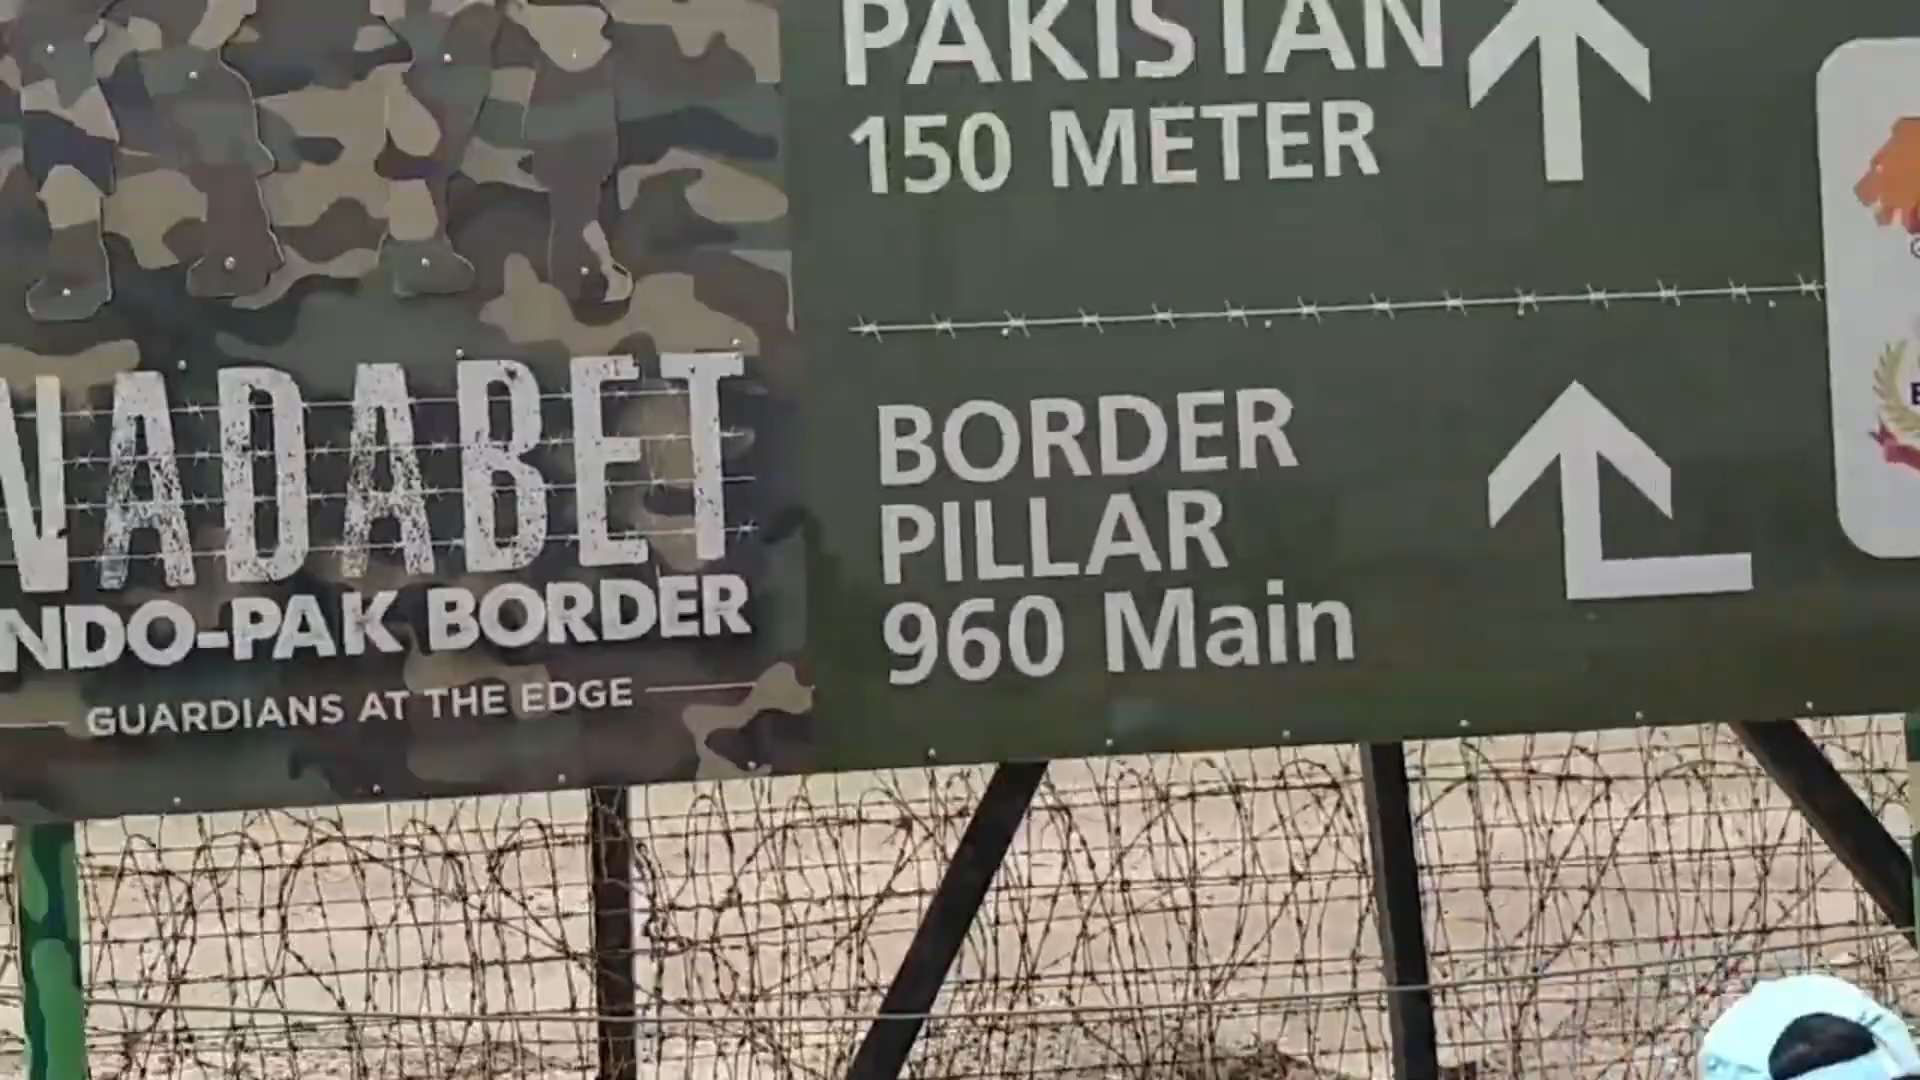 NADABET
NDO-PAK BORDER
GUARDIANS AT THE EDGE
PAKISTAN
150 METER
BORDER
PILLAR
960 Main